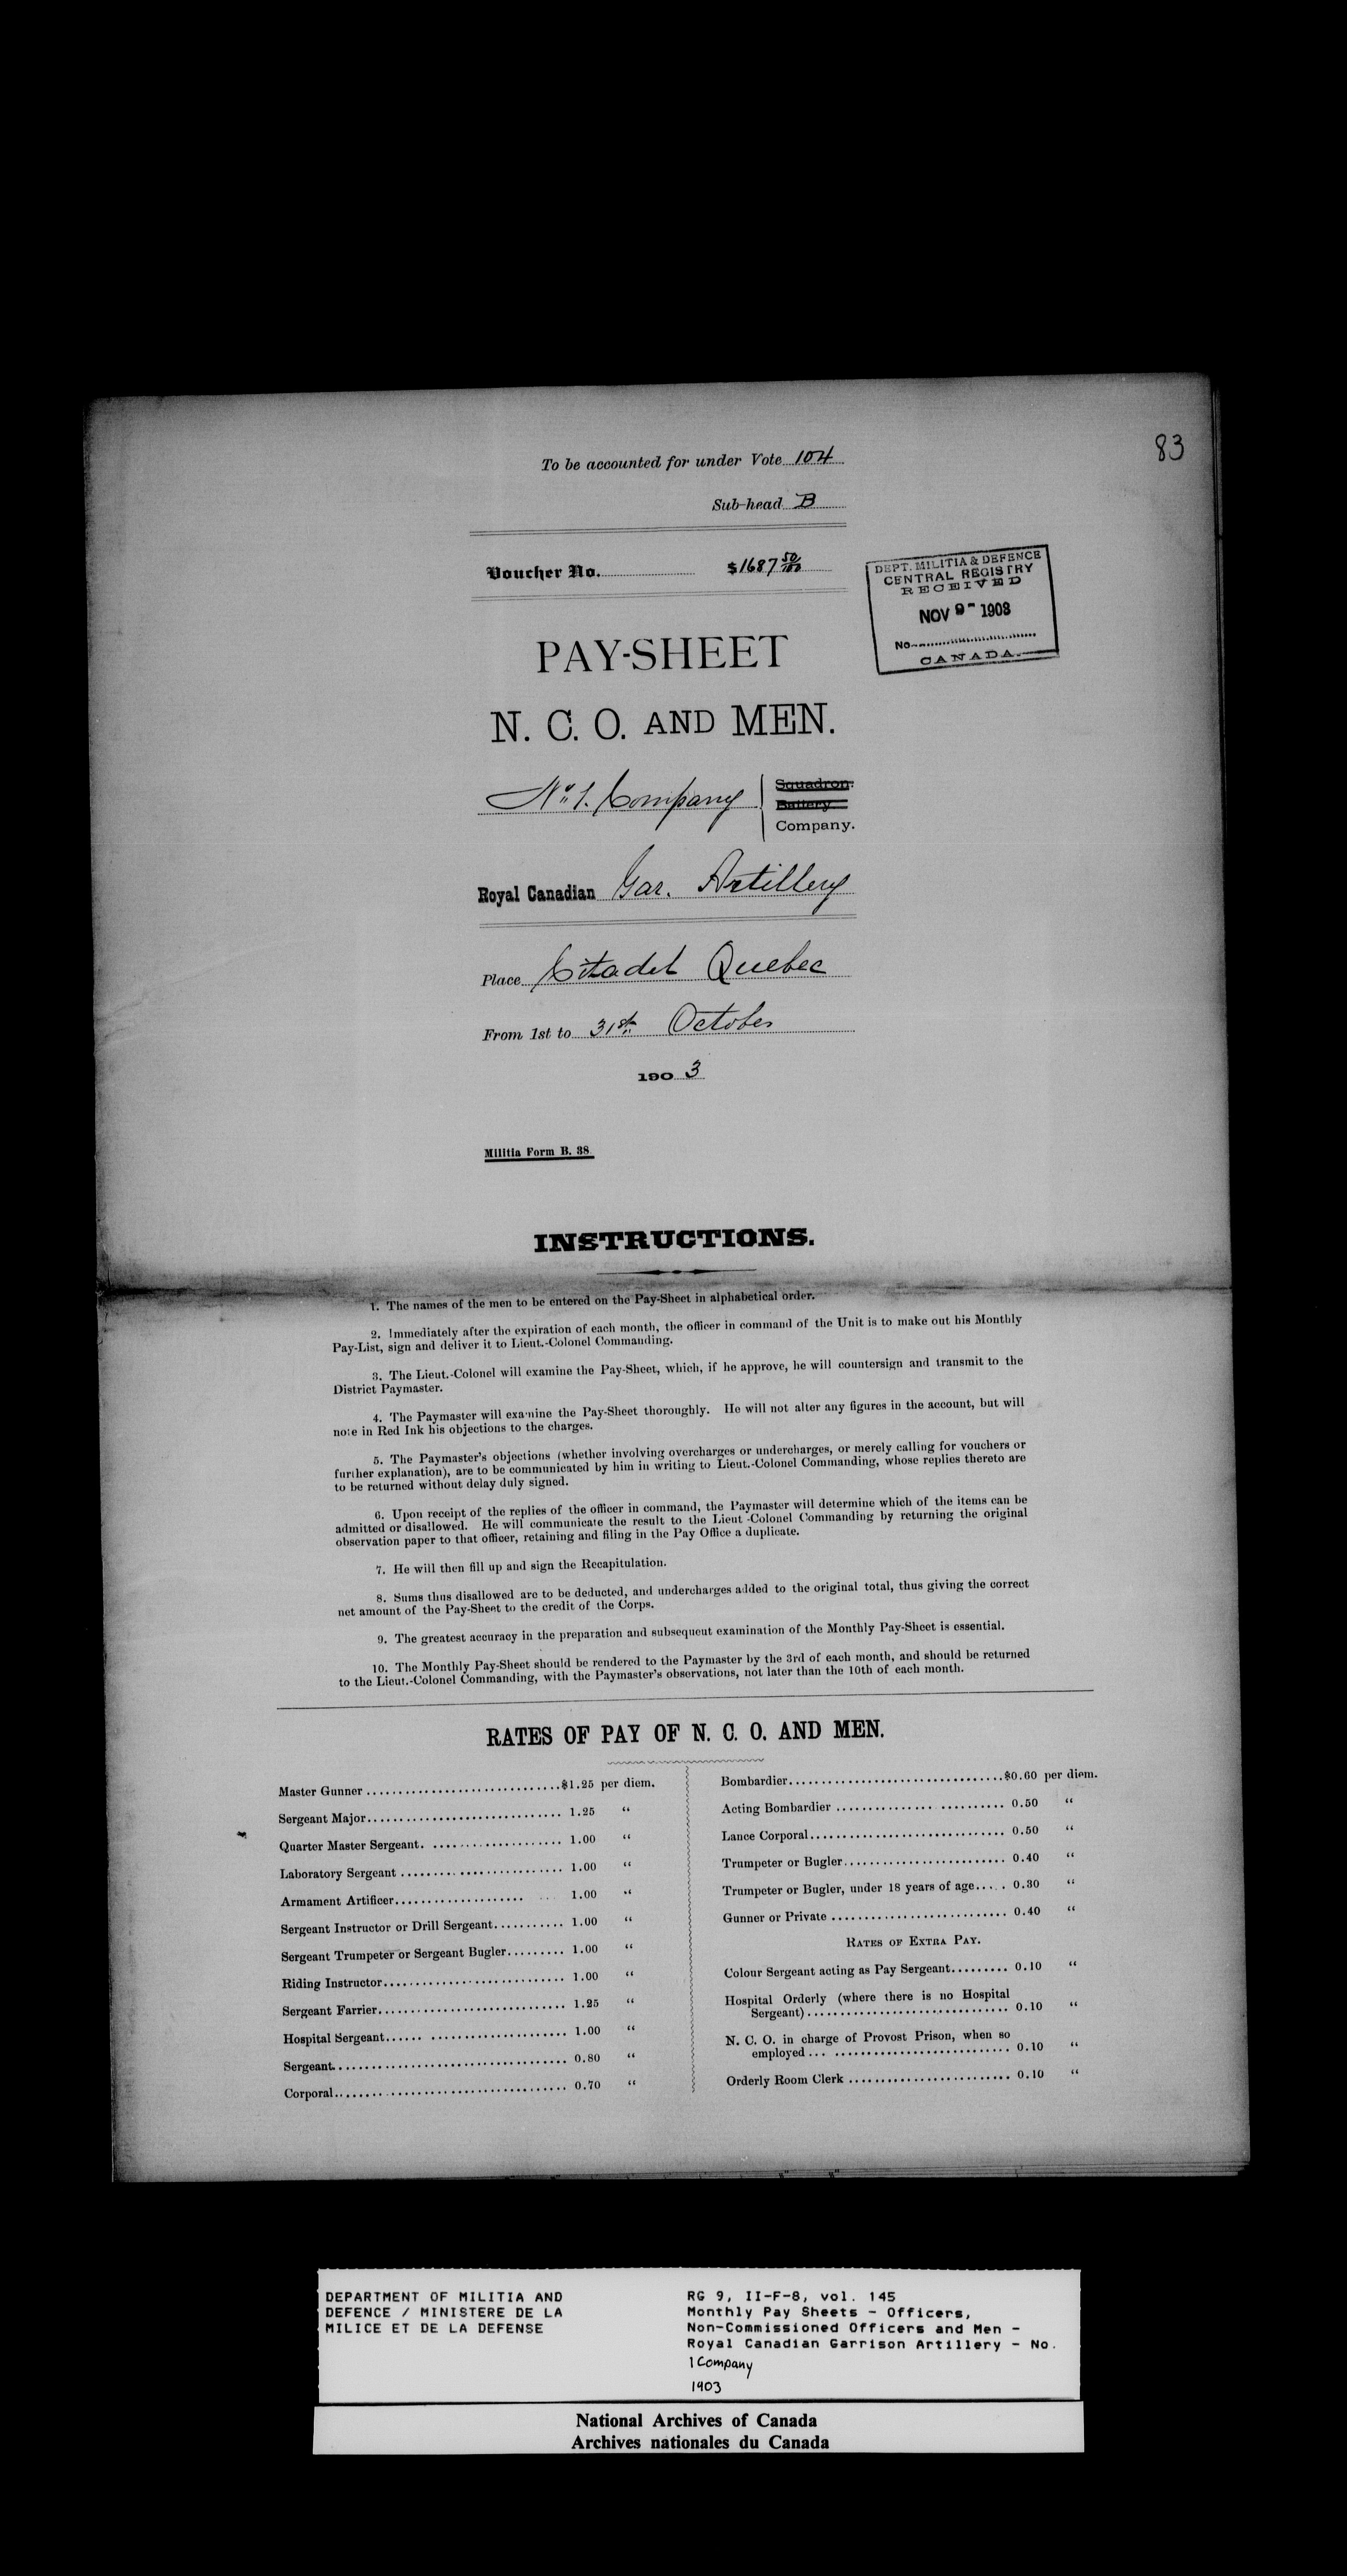 83
To be accounted for under Vote 104
Sub-head B
Voucher No. $1687 50/100
DEPT. MILITIA & DEFENCE
CENTRAL REGISTRY
RECEIVED
NOV 9- 1903
No
CANADA.
PAY-SHEET
N. C. O. AND MEN.
No. 1. Company
Squadron.
Battery
Company.
Royal Canadian Gar. Artillery
Place Citadel Quebec
From 1st to 31st October
190 3
Militia Form B. 38
INSTRUCTIONS.
1. The names of the men to be entered on the Pay-Sheet in alphabetical order.
2. Immediately after the expiration of each month, the officer in command of the Unit is to make out his Monthly
Pay-List, sign and deliver it to Lieut.-Colonel Commanding.
3. The Lieut.-Colonel will examine the Pay-Sheet, which, if he approve, he will countersign and transmit to the
District Paymaster.
4. The Paymaster will examine the Pay-Sheet thoroughly. He will not alter any figures in the account, but will
note in Red Ink his objections to the charges.
5. The Paymaster's objections (whether involving overcharges or undercharges, or merely calling for vouchers or
further explanation), are to be communicated by him in writing to Lieut.-Colonel Commanding, whose replies thereto are
to be returned without delay duly signed.
6. Upon receipt of the replies of the officer in command, the Paymaster will determine which of the items can be
admitted or disallowed. He will communicate the result to the Lieut-Colonel Commanding by returning the original
observation paper to that officer, retaining and filing in the Pay Office a duplicate.
7. He will then fill up and sign the Recapitulation.
8. Sums thus disallowed are to be deducted, and undercharges added to the original total, thus giving the correct
net amount of the Pay-Sheet to the credit of the Corps.
9. The greatest accuracy in the preparation and subsequent examination of the Monthly Pay-Sheet is essential.
10. The Monthly Pay-Sheet should be rendered to the Paymaster by the 3rd of each month, and should be returned
to the Lieut.-Colonel Commanding, with the Paymaster's observations, not later than the 10th of each month.
RATES OF PAY OF N. C. O. AND MEN.
Master Gunner $1.25 per diem.
Sergeant Major 1.25 "
Quarter Master Sergeant. 1.00 "
Laboratory Sergeant 1.00 "
Armament Artificer 1.00 "
Sergeant Instructor or Drill Sergeant 1.00 "
Sergeant Trumpeter or Sergeant Bugler 1.00 "
Riding Instructor 1.00 "
Sergeant Farrier 1.25 "
Hospital Sergeant 1.00 "
Sergeant 0.80 "
Corporal 0.70 "
Bombardier $0.60 per diem.
Acting Bombardier 0.50 "
Lance Corporal 0.50 "
Trumpeter or Bugler 0.40 "
Trumpeter or Bugler, under 18 years of age 0.30 "
Gunner or Private 0.40 "
RATES OF EXTRA PAY.
Colour Sergeant acting as Pay Sergeant 0.10 "
Hospital Orderly (where there is no Hospital
Sergeant) 0.10 "
N. C. O. in charge of Provost Prison, when so
employed 0.10 "
Orderly Room Clerk 0.10 "
DEPARTMENT OF MILITIA AND
DEFENCE / MINISTERE DE LA
MILICE ET DE LA DEFENSE
RG 9, II-F-8, vol. 145
Monthly Pay Sheets - Officers,
Non-Commissioned Officers and Men -
Royal Canadian Garrison Artillery - No.
1 Company
1903
National Archives of Canada
Archives nationales du Canada